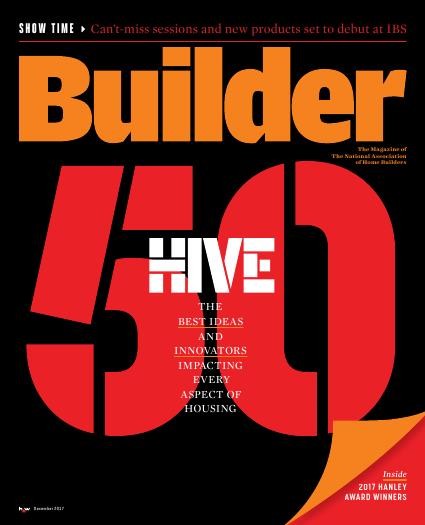 SHOW TIME ▸ Can't-miss sessions and new products set to debut at IBS
Builder
The Magazine of
The National Association
of Home Builders
50
HIVE
THE
BEST IDEAS
AND
INNOVATORS
IMPACTING
EVERY
ASPECT OF
HOUSING
Inside
2017 HANLEY
AWARD WINNERS
December 2017